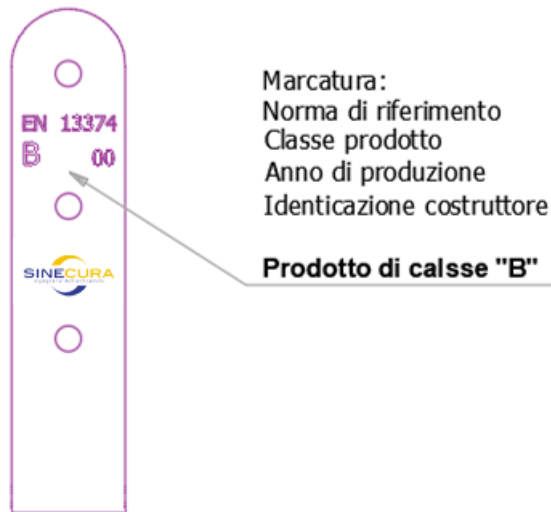 EN 13374
B 00
SINECURA
Marcatura:
Norma di riferimento
Classe prodotto
Anno di produzione
Identicazione costruttore
Prodotto di calsse "B"